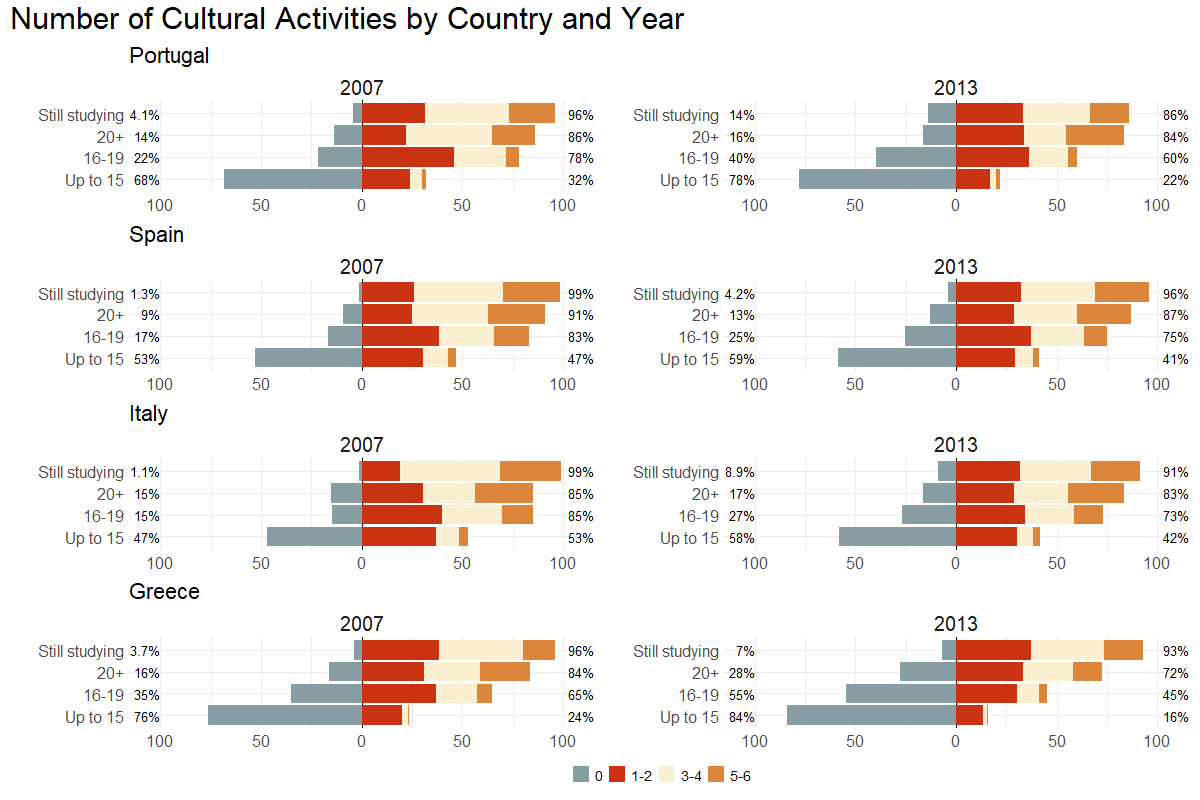 Number of Cultural Activities by Country and Year
Portugal
2007 2013
Still studying 4.1% 96% Still studying 14% 86%
20+ 14% 86% 20+ 16% 84%
16-19 22% 78% 16-19 40% 60%
Up to 15 68% 32% Up to 15 78% 22%
100 50 0 50 100 100 50 0 50 100
Spain
2007 2013
Still studying 1.3% 99% Still studying 4.2% 96%
20+ 9% 91% 20+ 13% 87%
16-19 17% 83% 16-19 25% 75%
Up to 15 53% 47% Up to 15 59% 41%
100 50 0 50 100 100 50 0 50 100
Italy
2007 2013
Still studying 1.1% 99% Still studying 8.9% 91%
20+ 15% 85% 20+ 17% 83%
16-19 15% 85% 16-19 27% 73%
Up to 15 47% 53% Up to 15 58% 42%
100 50 0 50 100 100 50 0 50 100
Greece
2007 2013
Still studying 3.7% 96% Still studying 7% 93%
20+ 16% 84% 20+ 28% 72%
16-19 35% 65% 16-19 55% 45%
Up to 15 76% 24% Up to 15 84% 16%
100 50 0 50 100 100 50 0 50 100
0 1-2 3-4 5-6